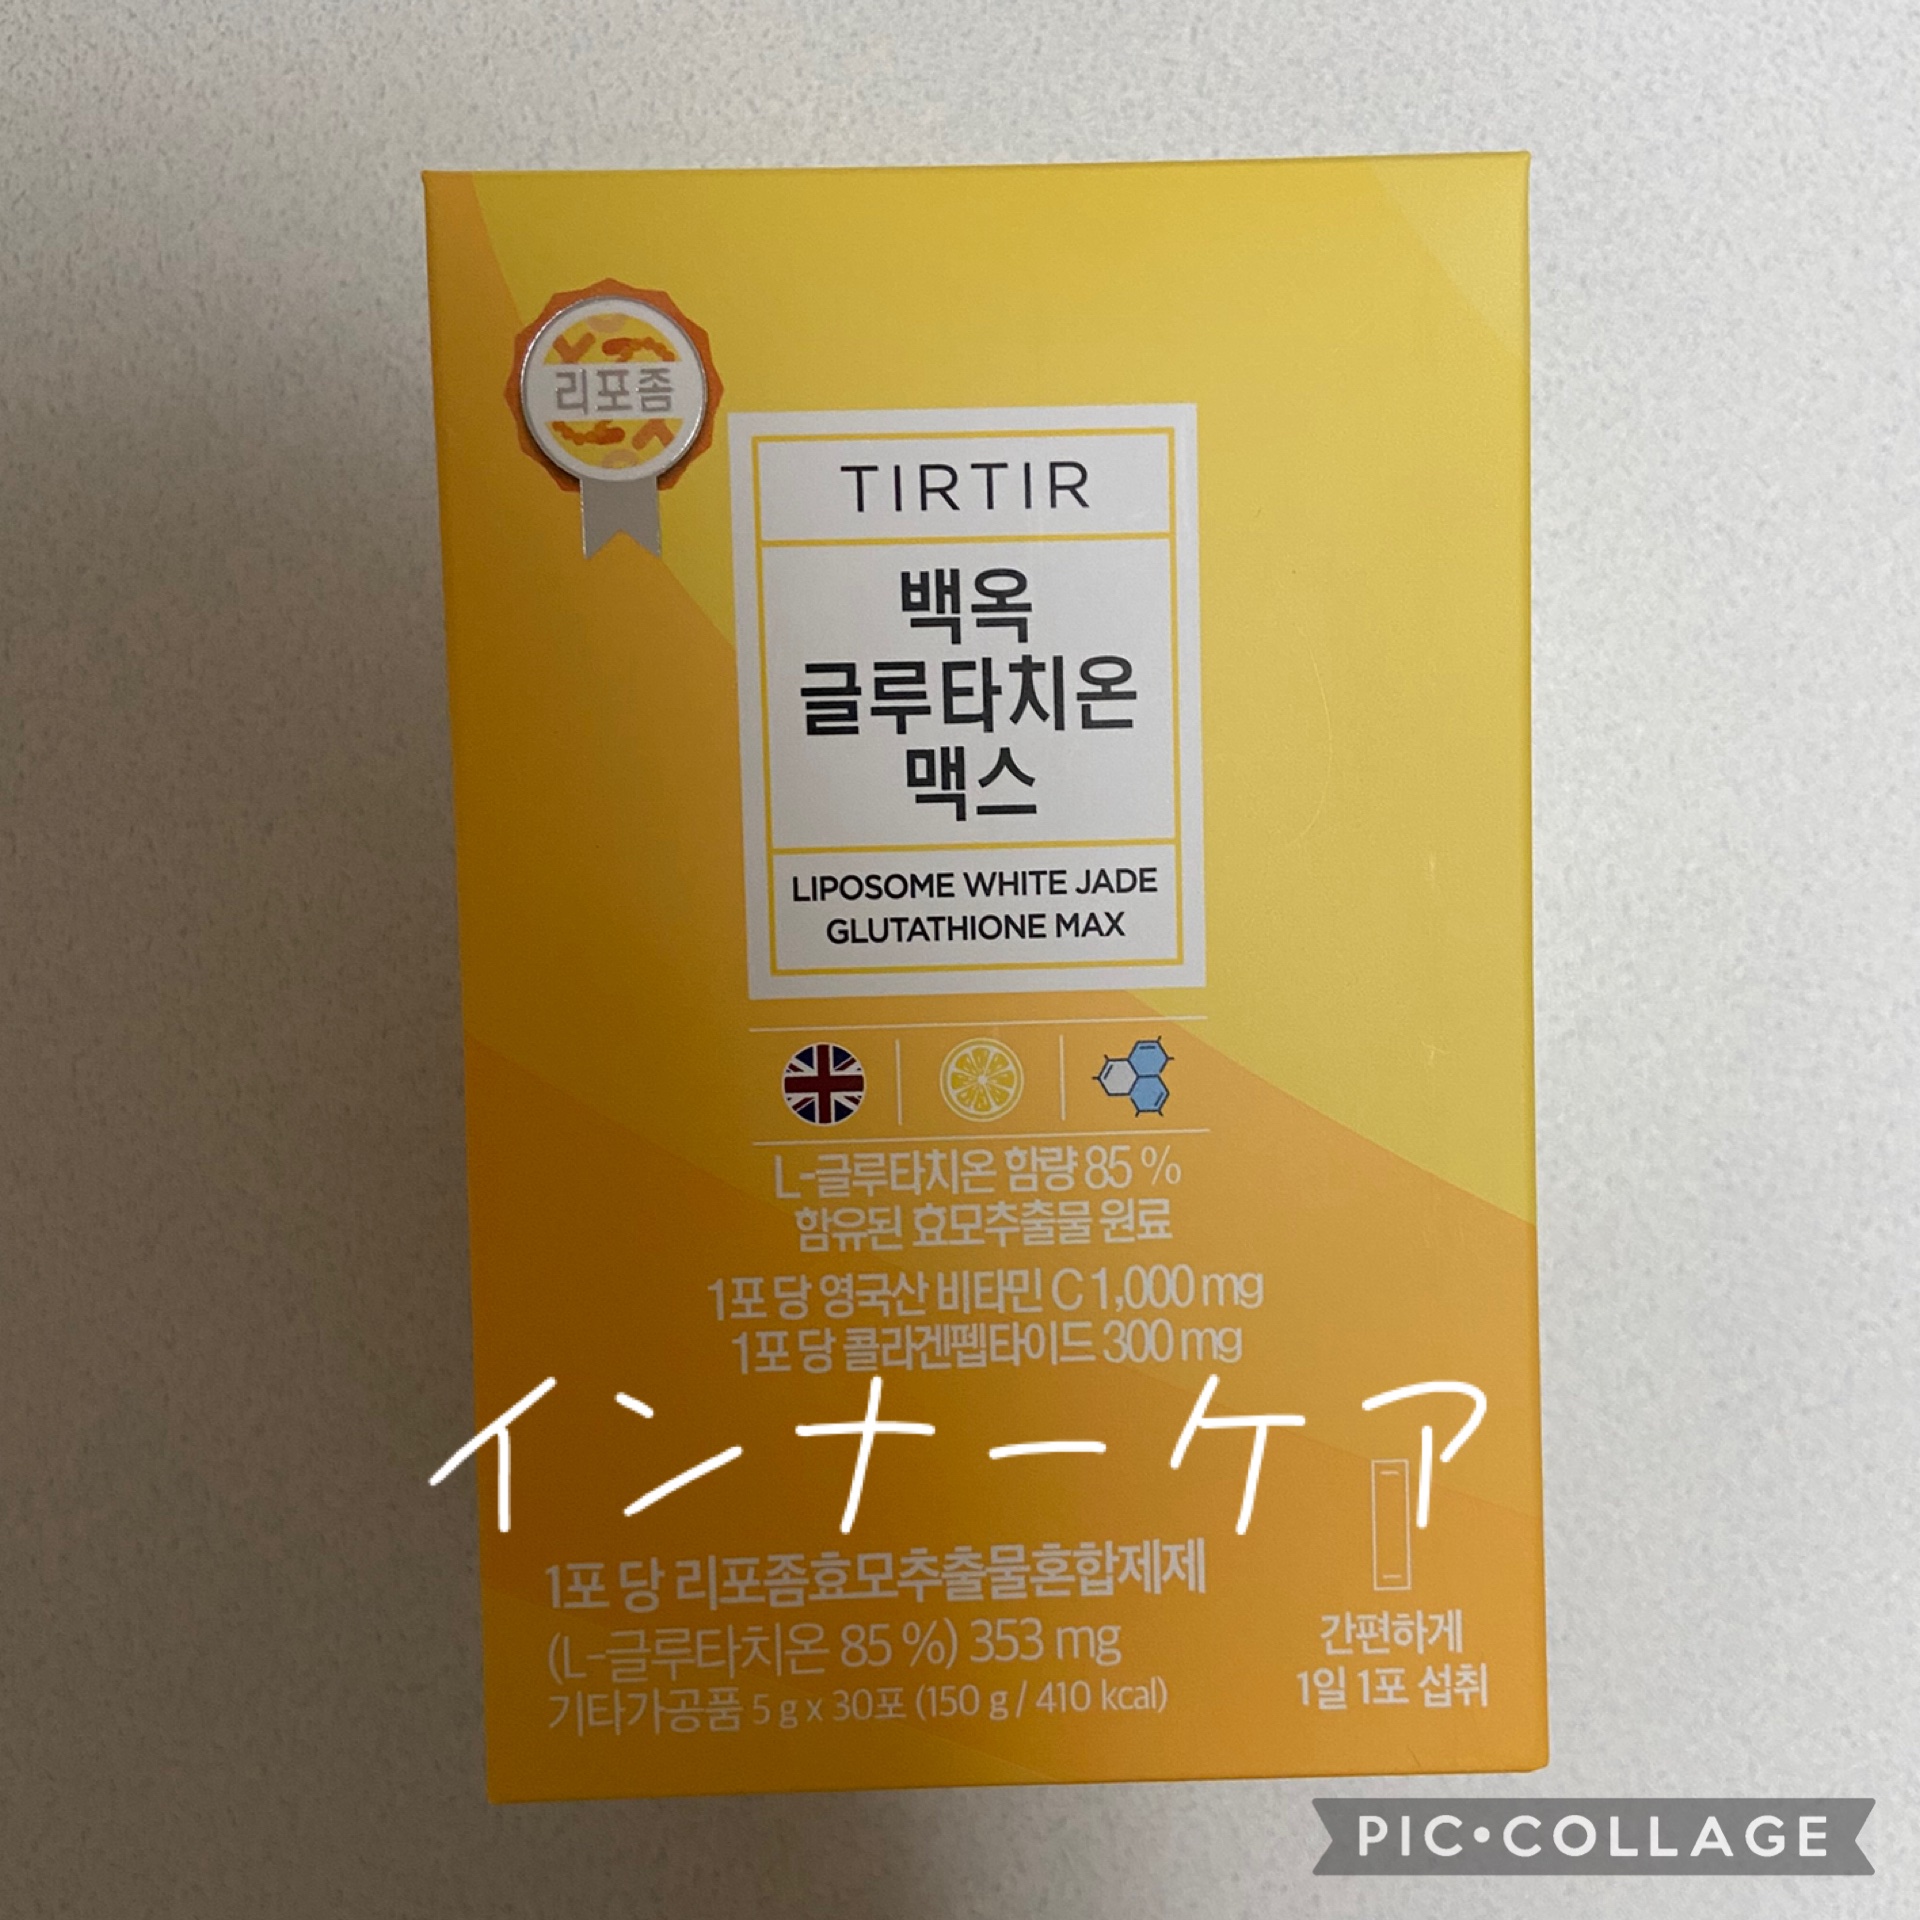 리포좀
TIRTIR
백옥
글루타치온
맥스
LIPOSOME WHITE JADE
GLUTATHIONE MAX
L-글루타치온 함량 85 %
함유된 효모추출물 원료
1포 당 영국산 비타민 C 1,000 mg
1포 당 콜라겐펩타이드 300 mg
インナーケア
1포 당 리포좀효모추출물혼합제제
(L-글루타치온 85 %) 353 mg
기타가공품 5 g x 30포 (150 g / 410 kcal)
간편하게
1일 1포 섭취
PIC•COLLAGE